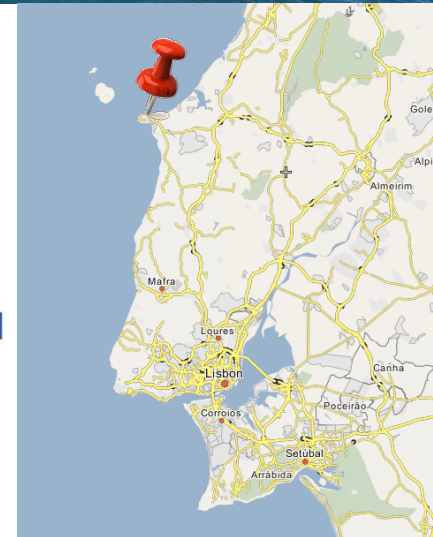 Gole
Alpi
Almeirim
Mafra
Loures
Lisbon
Canha
Corroios
Poceirão
Setúbal
Arrábida